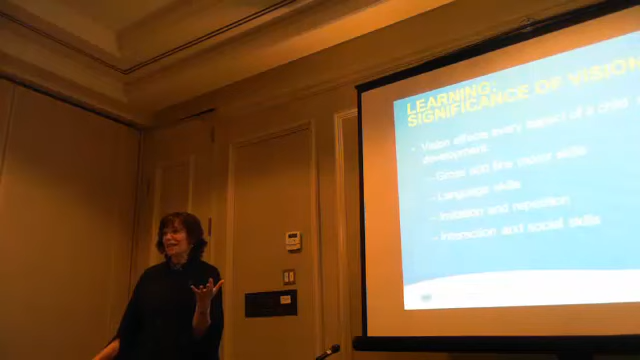 LEARNING:
SIGNIFICANCE OF VISION
• Vision affects every aspect of a child
development:
–Gross and fine motor skills
–Language skills
–Imitation and repetition
–Interaction and social skills